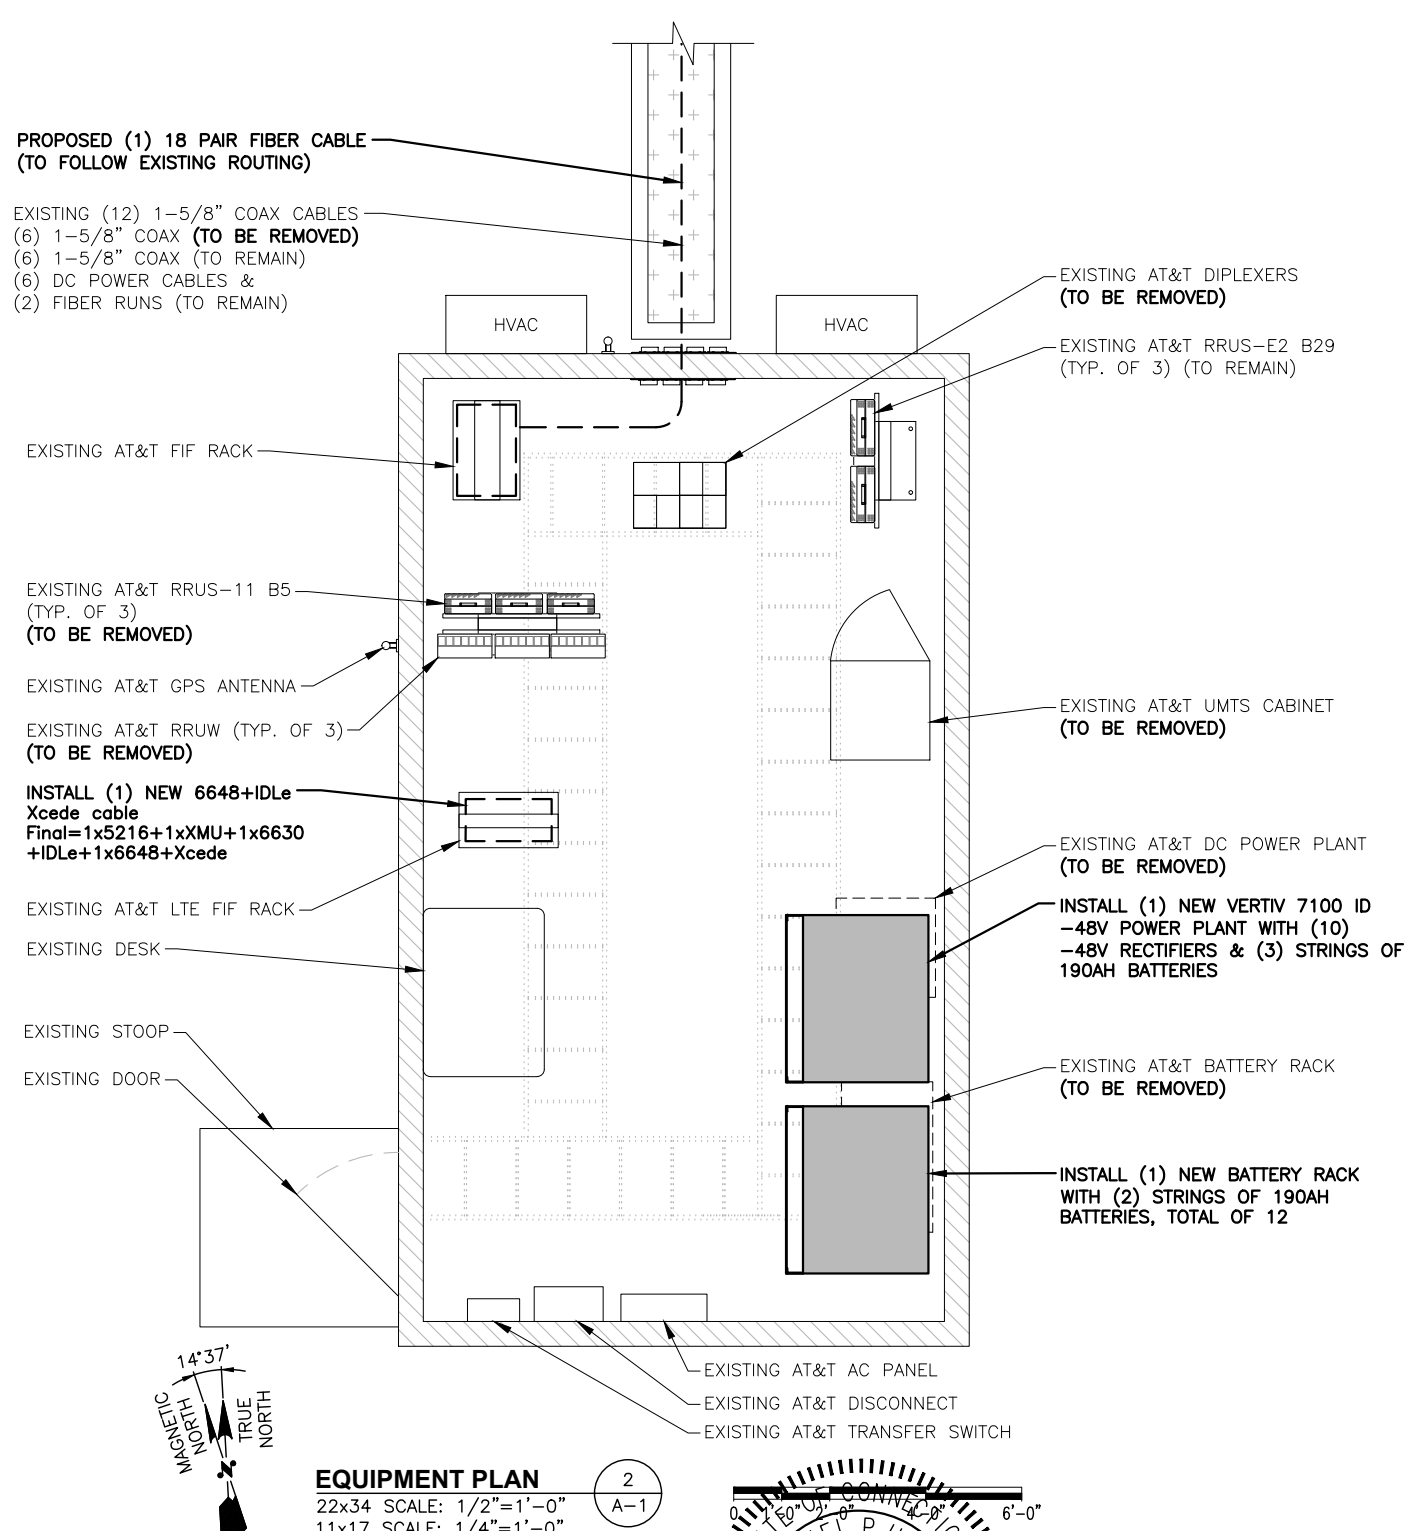 PROPOSED (1) 18 PAIR FIBER CABLE
(TO FOLLOW EXISTING ROUTING)
EXISTING (12) 1-5/8" COAX CABLES
(6) 1-5/8" COAX (TO BE REMOVED)
(6) 1-5/8" COAX (TO REMAIN)
(6) DC POWER CABLES &
(2) FIBER RUNS (TO REMAIN)
HVAC
HVAC
EXISTING AT&T DIPLEXERS
(TO BE REMOVED)
EXISTING AT&T RRUS-E2 B29
(TYP. OF 3) (TO REMAIN)
EXISTING AT&T FIF RACK
EXISTING AT&T RRUS-11 B5
(TYP. OF 3)
(TO BE REMOVED)
EXISTING AT&T GPS ANTENNA
EXISTING AT&T RRUW (TYP. OF 3)
(TO BE REMOVED)
INSTALL (1) NEW 6648+IDLe
Xcede cable
Final=1x5216+1xXMU+1x6630
+IDLe+1x6648+Xcede
EXISTING AT&T LTE FIF RACK
EXISTING DESK
EXISTING STOOP
EXISTING DOOR
EXISTING AT&T UMTS CABINET
(TO BE REMOVED)
EXISTING AT&T DC POWER PLANT
(TO BE REMOVED)
INSTALL (1) NEW VERTIV 7100 ID
-48V POWER PLANT WITH (10)
-48V RECTIFIERS & (3) STRINGS OF
190AH BATTERIES
EXISTING AT&T BATTERY RACK
(TO BE REMOVED)
INSTALL (1) NEW BATTERY RACK
WITH (2) STRINGS OF 190AH
BATTERIES, TOTAL OF 12
EXISTING AT&T AC PANEL
EXISTING AT&T DISCONNECT
EXISTING AT&T TRANSFER SWITCH
14°37'
MAGNETIC
NORTH
TRUE
NORTH
N
EQUIPMENT PLAN
22x34 SCALE: 1/2"=1'-0"
11x17 SCALE: 1/4"=1'-0"
2
A-1
0 1'-0" 2'-0" 4'-0" 6'-0"
OF CONNECTIC